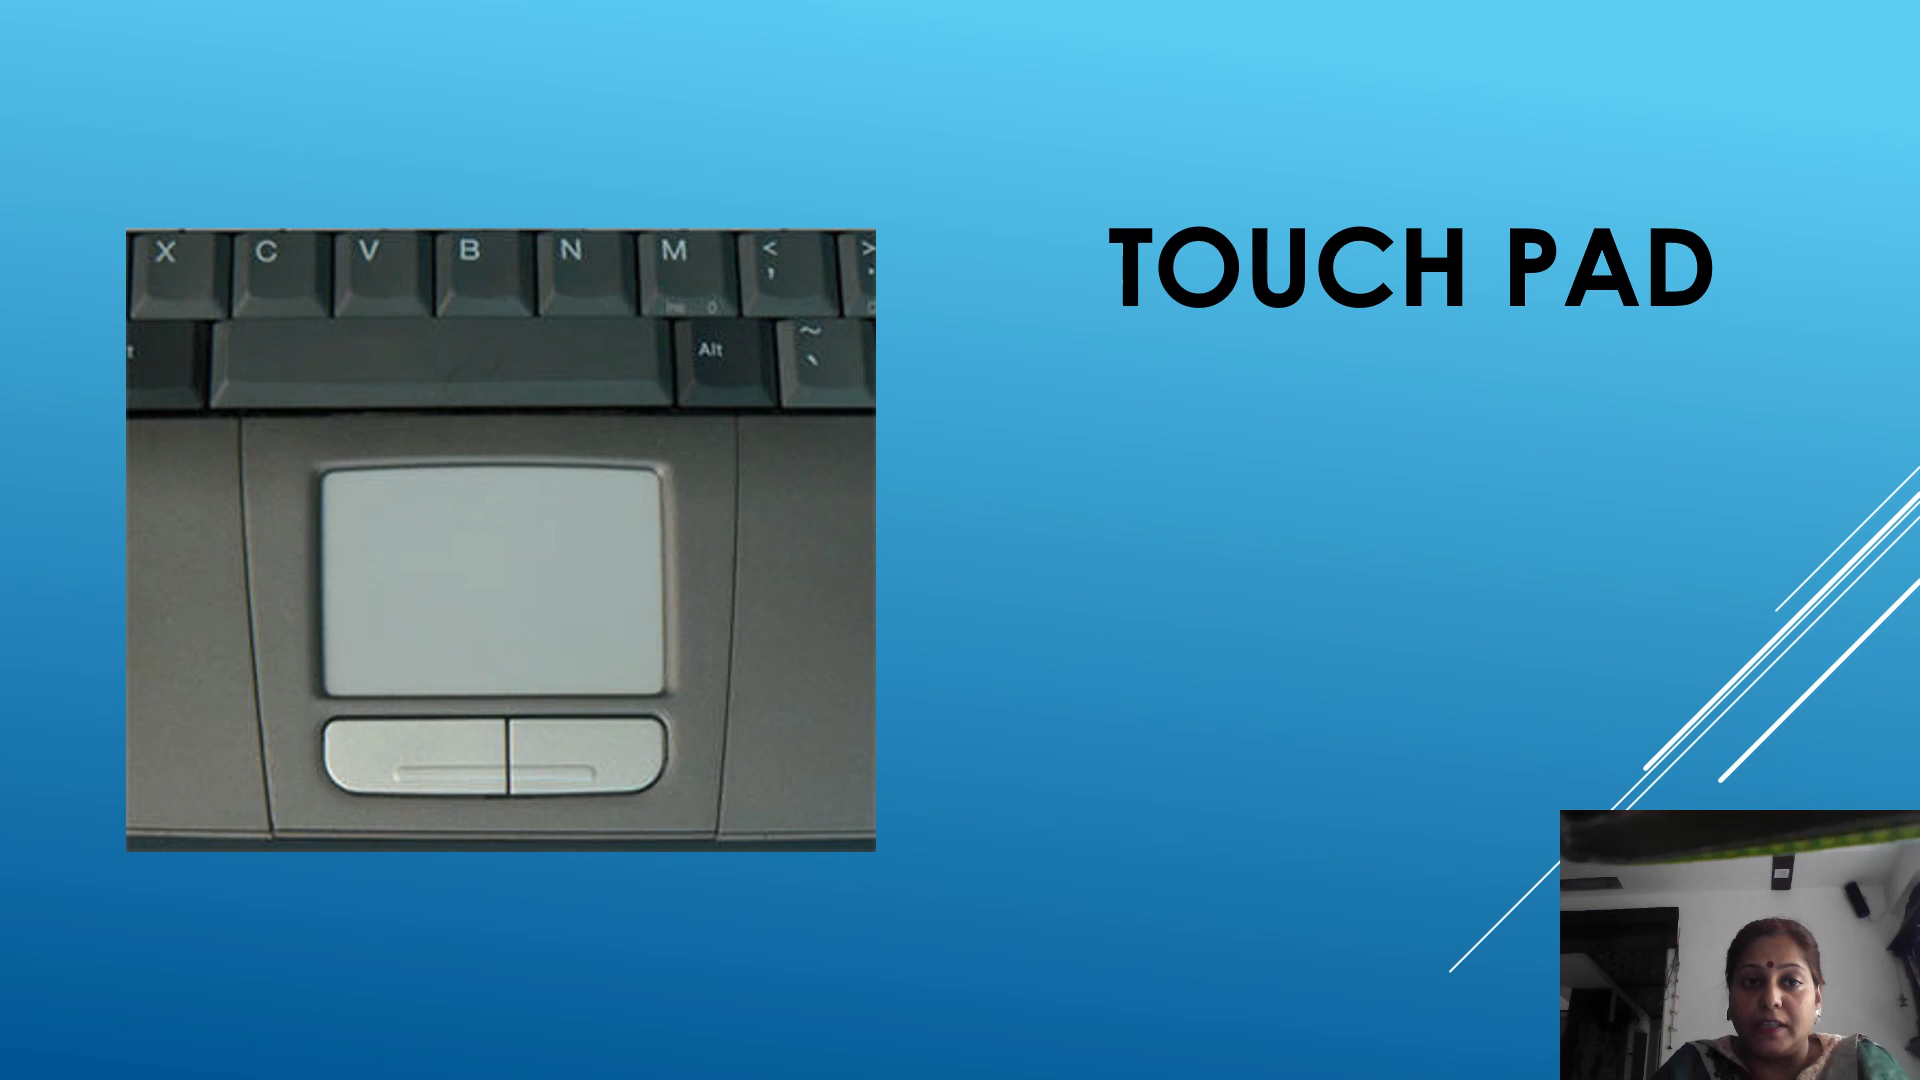 TOUCH PAD
X C V B N M < >
, .
Alt ~
t `